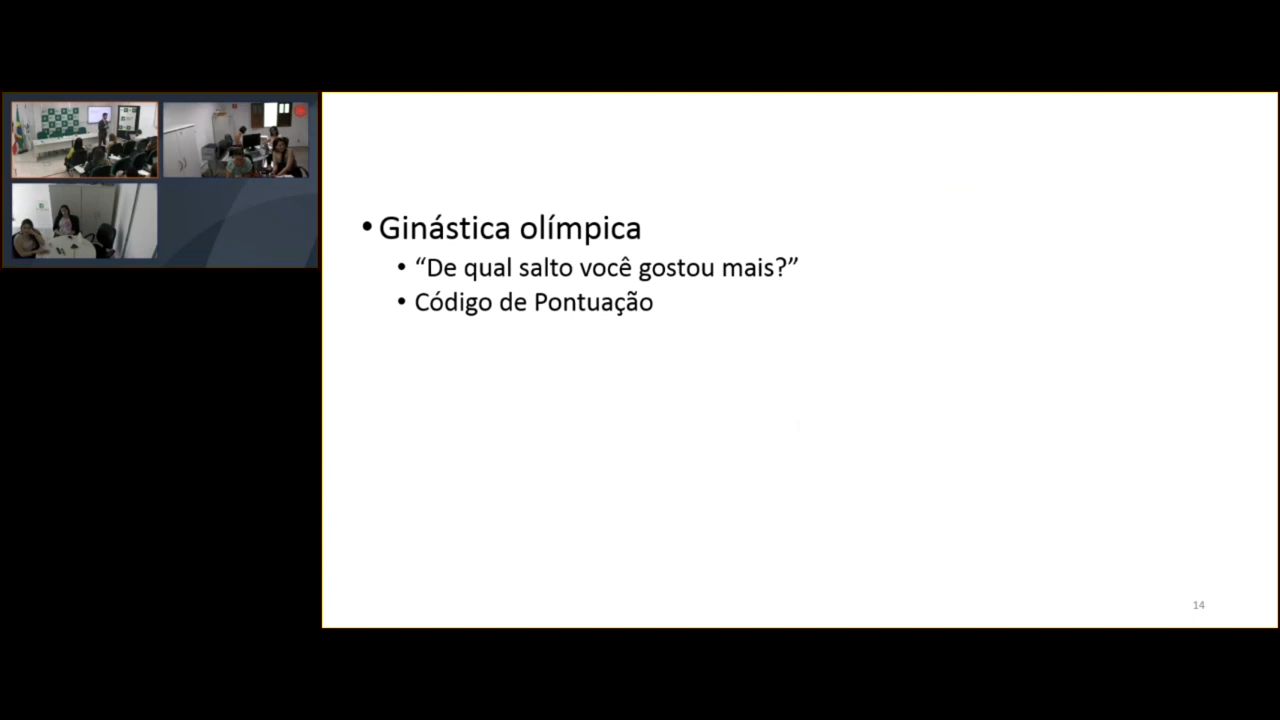 • Ginástica olímpica
• “De qual salto você gostou mais?”
• Código de Pontuação
14